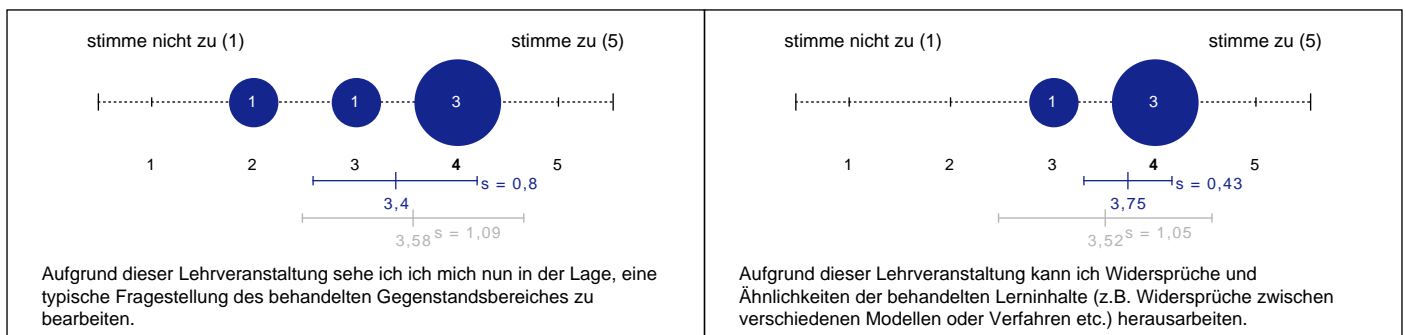 stimme nicht zu (1) stimme zu (5)
1 1 3
1 2 3 4 5
s = 0,8
3,4
3,58 s = 1,09
Aufgrund dieser Lehrveranstaltung sehe ich ich mich nun in der Lage, eine
typische Fragestellung des behandelten Gegenstandsbereiches zu
bearbeiten.
stimme nicht zu (1) stimme zu (5)
1 3
1 2 3 4 5
s = 0,43
3,75
3,52 s = 1,05
Aufgrund dieser Lehrveranstaltung kann ich Widersprüche und
Ähnlichkeiten der behandelten Lerninhalte (z.B. Widersprüche zwischen
verschiedenen Modellen oder Verfahren etc.) herausarbeiten.